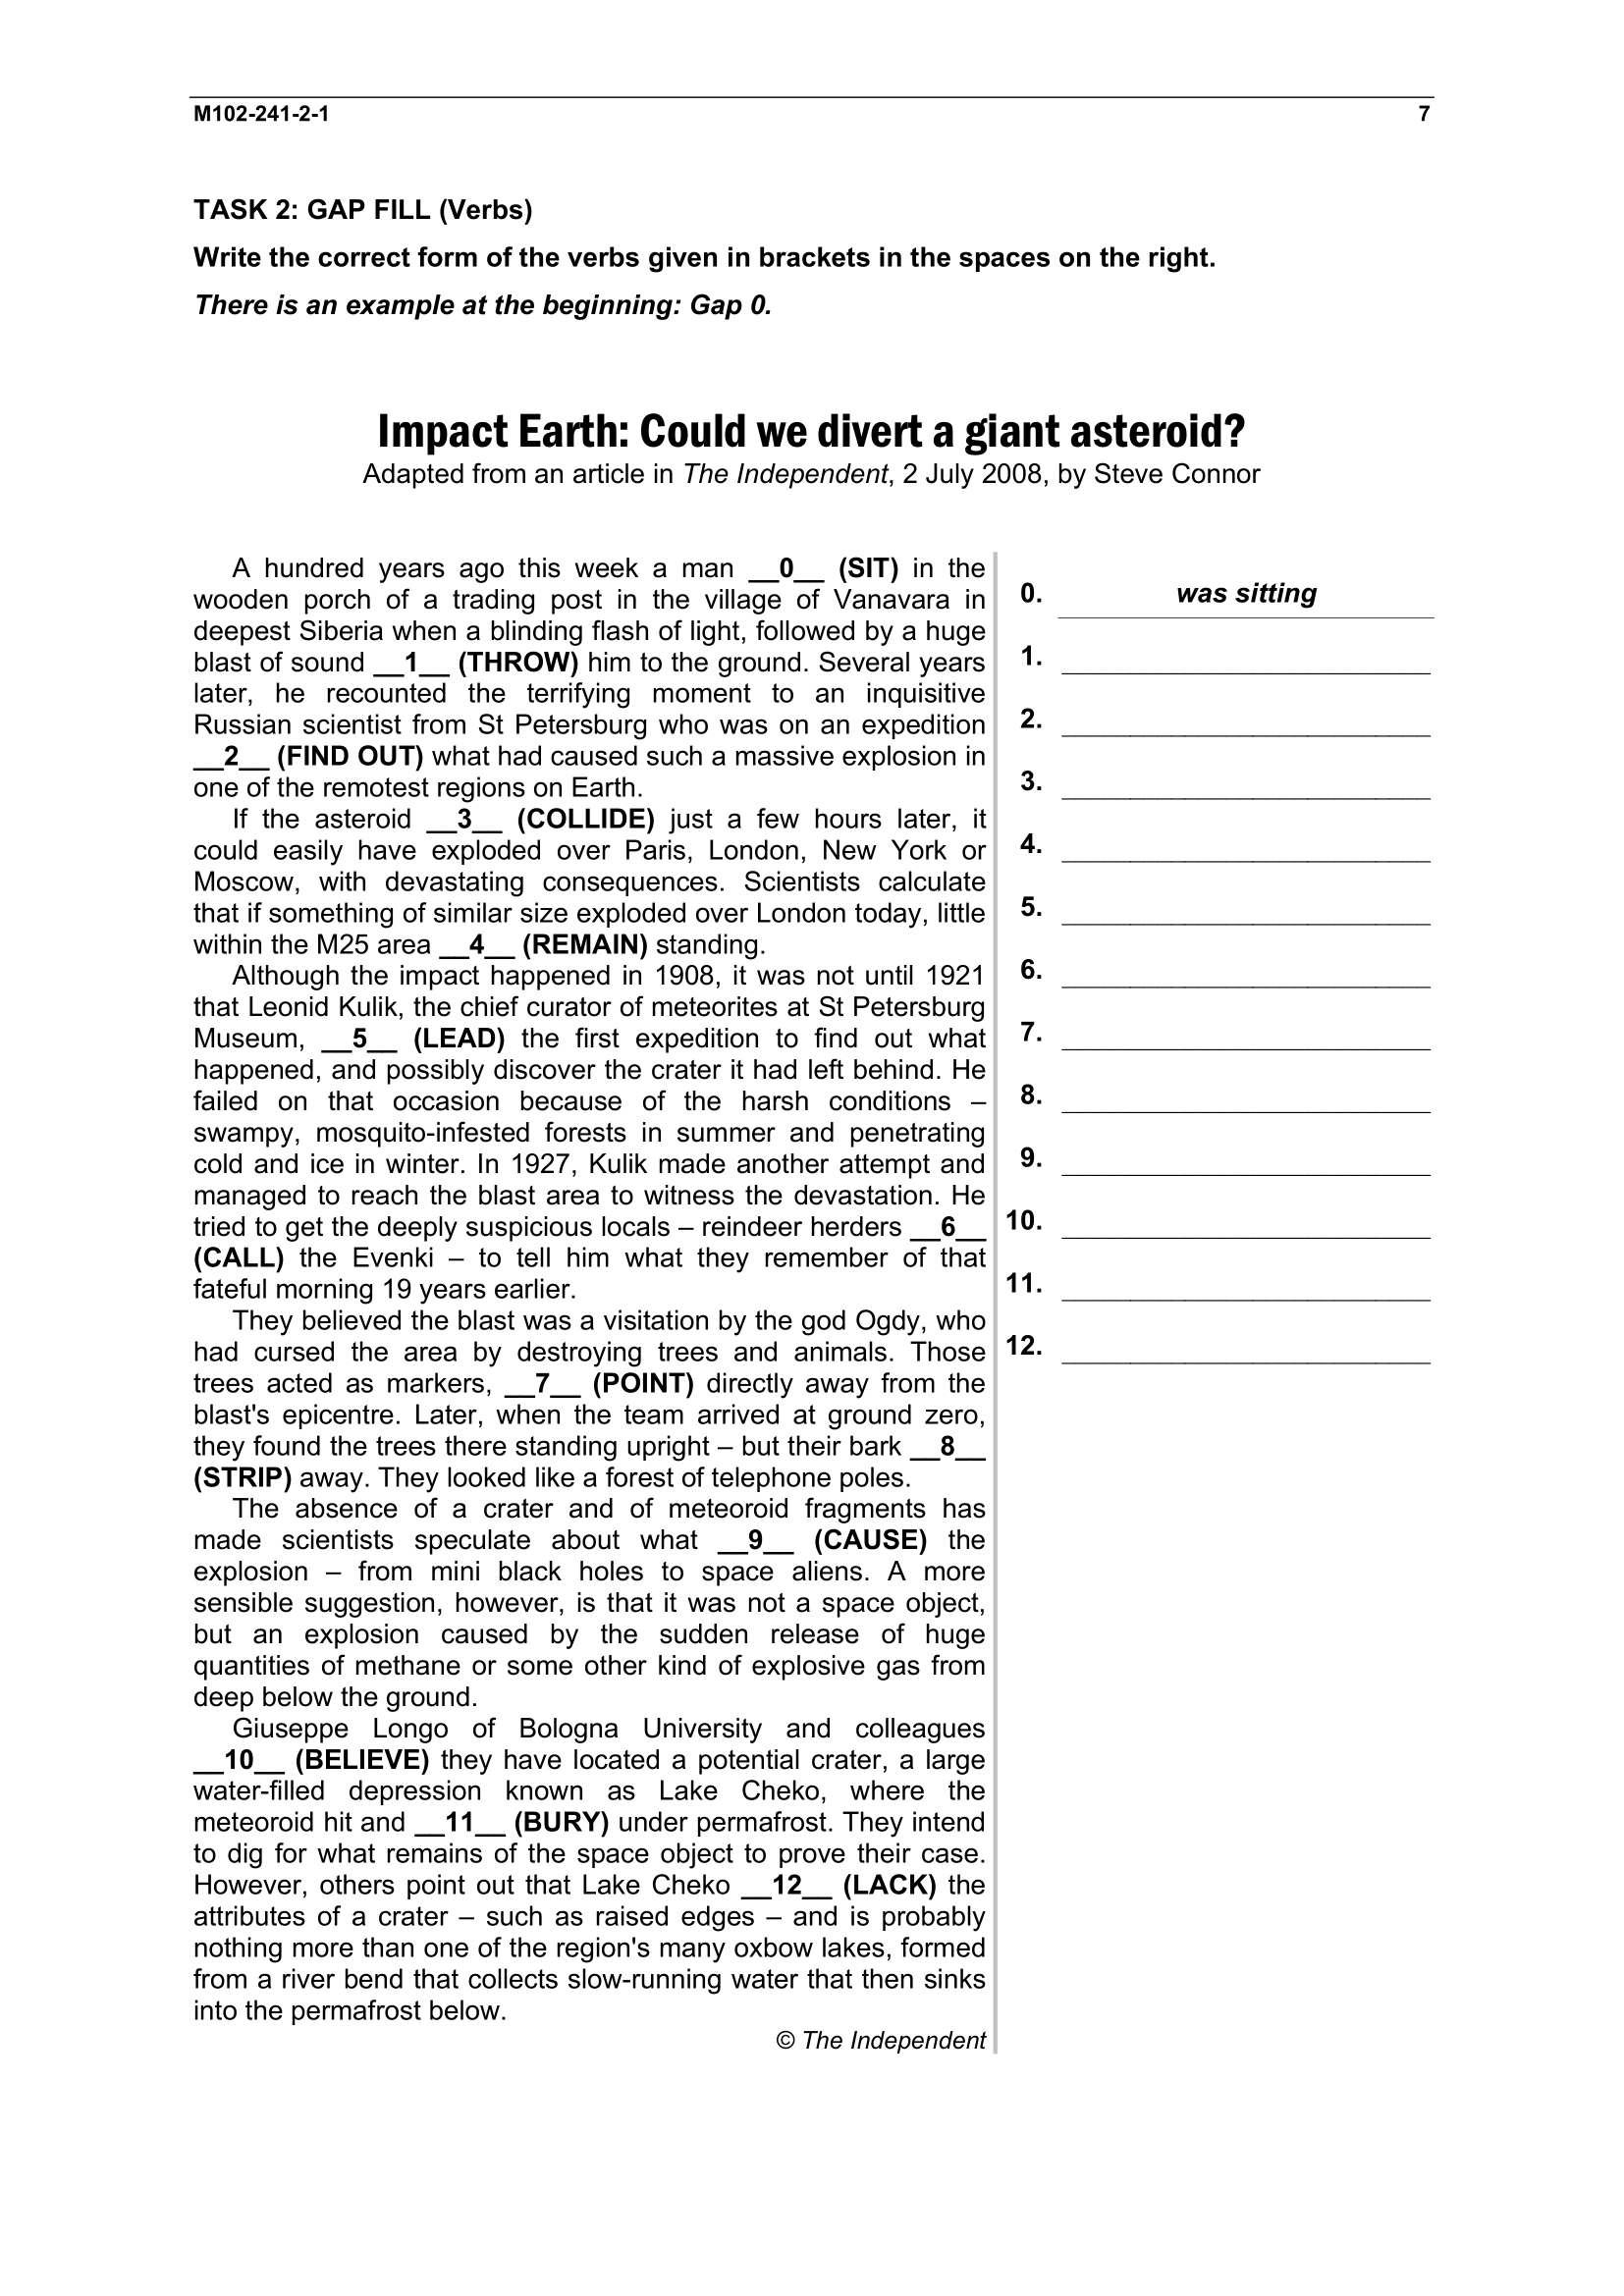 M102-241-2-1 7
TASK 2: GAP FILL (Verbs)
Write the correct form of the verbs given in brackets in the spaces on the right.
There is an example at the beginning: Gap 0.
Impact Earth: Could we divert a giant asteroid?
Adapted from an article in The Independent, 2 July 2008, by Steve Connor
A hundred years ago this week a man __0__ (SIT) in the
wooden porch of a trading post in the village of Vanavara in
deepest Siberia when a blinding flash of light, followed by a huge
blast of sound __1__ (THROW) him to the ground. Several years
later, he recounted the terrifying moment to an inquisitive
Russian scientist from St Petersburg who was on an expedition
__2__ (FIND OUT) what had caused such a massive explosion in
one of the remotest regions on Earth.
If the asteroid __3__ (COLLIDE) just a few hours later, it
could easily have exploded over Paris, London, New York or
Moscow, with devastating consequences. Scientists calculate
that if something of similar size exploded over London today, little
within the M25 area __4__ (REMAIN) standing.
Although the impact happened in 1908, it was not until 1921
that Leonid Kulik, the chief curator of meteorites at St Petersburg
Museum, __5__ (LEAD) the first expedition to find out what
happened, and possibly discover the crater it had left behind. He
failed on that occasion because of the harsh conditions –
swampy, mosquito-infested forests in summer and penetrating
cold and ice in winter. In 1927, Kulik made another attempt and
managed to reach the blast area to witness the devastation. He
tried to get the deeply suspicious locals – reindeer herders __6__
(CALL) the Evenki – to tell him what they remember of that
fateful morning 19 years earlier.
They believed the blast was a visitation by the god Ogdy, who
had cursed the area by destroying trees and animals. Those
trees acted as markers, __7__ (POINT) directly away from the
blast's epicentre. Later, when the team arrived at ground zero,
they found the trees there standing upright – but their bark __8__
(STRIP) away. They looked like a forest of telephone poles.
The absence of a crater and of meteoroid fragments has
made scientists speculate about what __9__ (CAUSE) the
explosion – from mini black holes to space aliens. A more
sensible suggestion, however, is that it was not a space object,
but an explosion caused by the sudden release of huge
quantities of methane or some other kind of explosive gas from
deep below the ground.
Giuseppe Longo of Bologna University and colleagues
__10__ (BELIEVE) they have located a potential crater, a large
water-filled depression known as Lake Cheko, where the
meteoroid hit and __11__ (BURY) under permafrost. They intend
to dig for what remains of the space object to prove their case.
However, others point out that Lake Cheko __12__ (LACK) the
attributes of a crater – such as raised edges – and is probably
nothing more than one of the region's many oxbow lakes, formed
from a river bend that collects slow-running water that then sinks
into the permafrost below.
© The Independent
0. was sitting
1.
2.
3.
4.
5.
6.
7.
8.
9.
10.
11.
12.